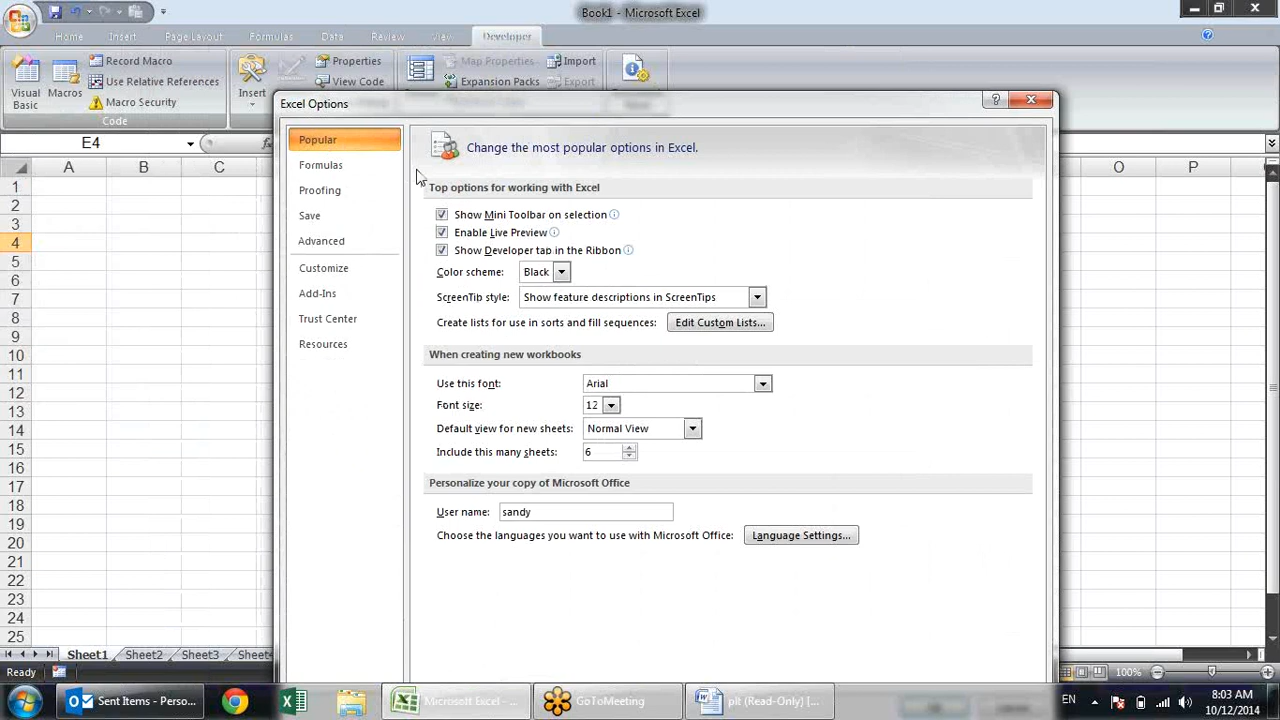 Book1 - Microsoft Excel
Home Insert Page Layout Formulas Data Review View Developer
Visual Basic
Macros
Record Macro
Use Relative References
Macro Security
Code
Insert
Properties
View Code
Map Properties
Expansion Packs
Import
Export
E4
Excel Options
Popular
Formulas
Proofing
Save
Advanced
Customize
Add-Ins
Trust Center
Resources
Change the most popular options in Excel.
Top options for working with Excel
Show Mini Toolbar on selection
Enable Live Preview
Show Developer tap in the Ribbon
Color scheme: Black
ScreenTip style: Show feature descriptions in ScreenTips
Create lists for use in sorts and fill sequences: Edit Custom Lists...
When creating new workbooks
Use this font: Arial
Font size: 12
Default view for new sheets: Normal View
Include this many sheets: 6
Personalize your copy of Microsoft Office
User name: sandy
Choose the languages you want to use with Microsoft Office: Language Settings...
A B C O P
1
2
3
4
5
6
7
8
9
10
11
12
13
14
15
16
17
18
19
20
21
22
23
24
25
Sheet1 Sheet2 Sheet3
Ready
100%
Sent Items - Perso...
Microsoft Excel - ...
GoToMeeting
plt (Read-Only) [...
EN
8:03 AM
10/12/2014